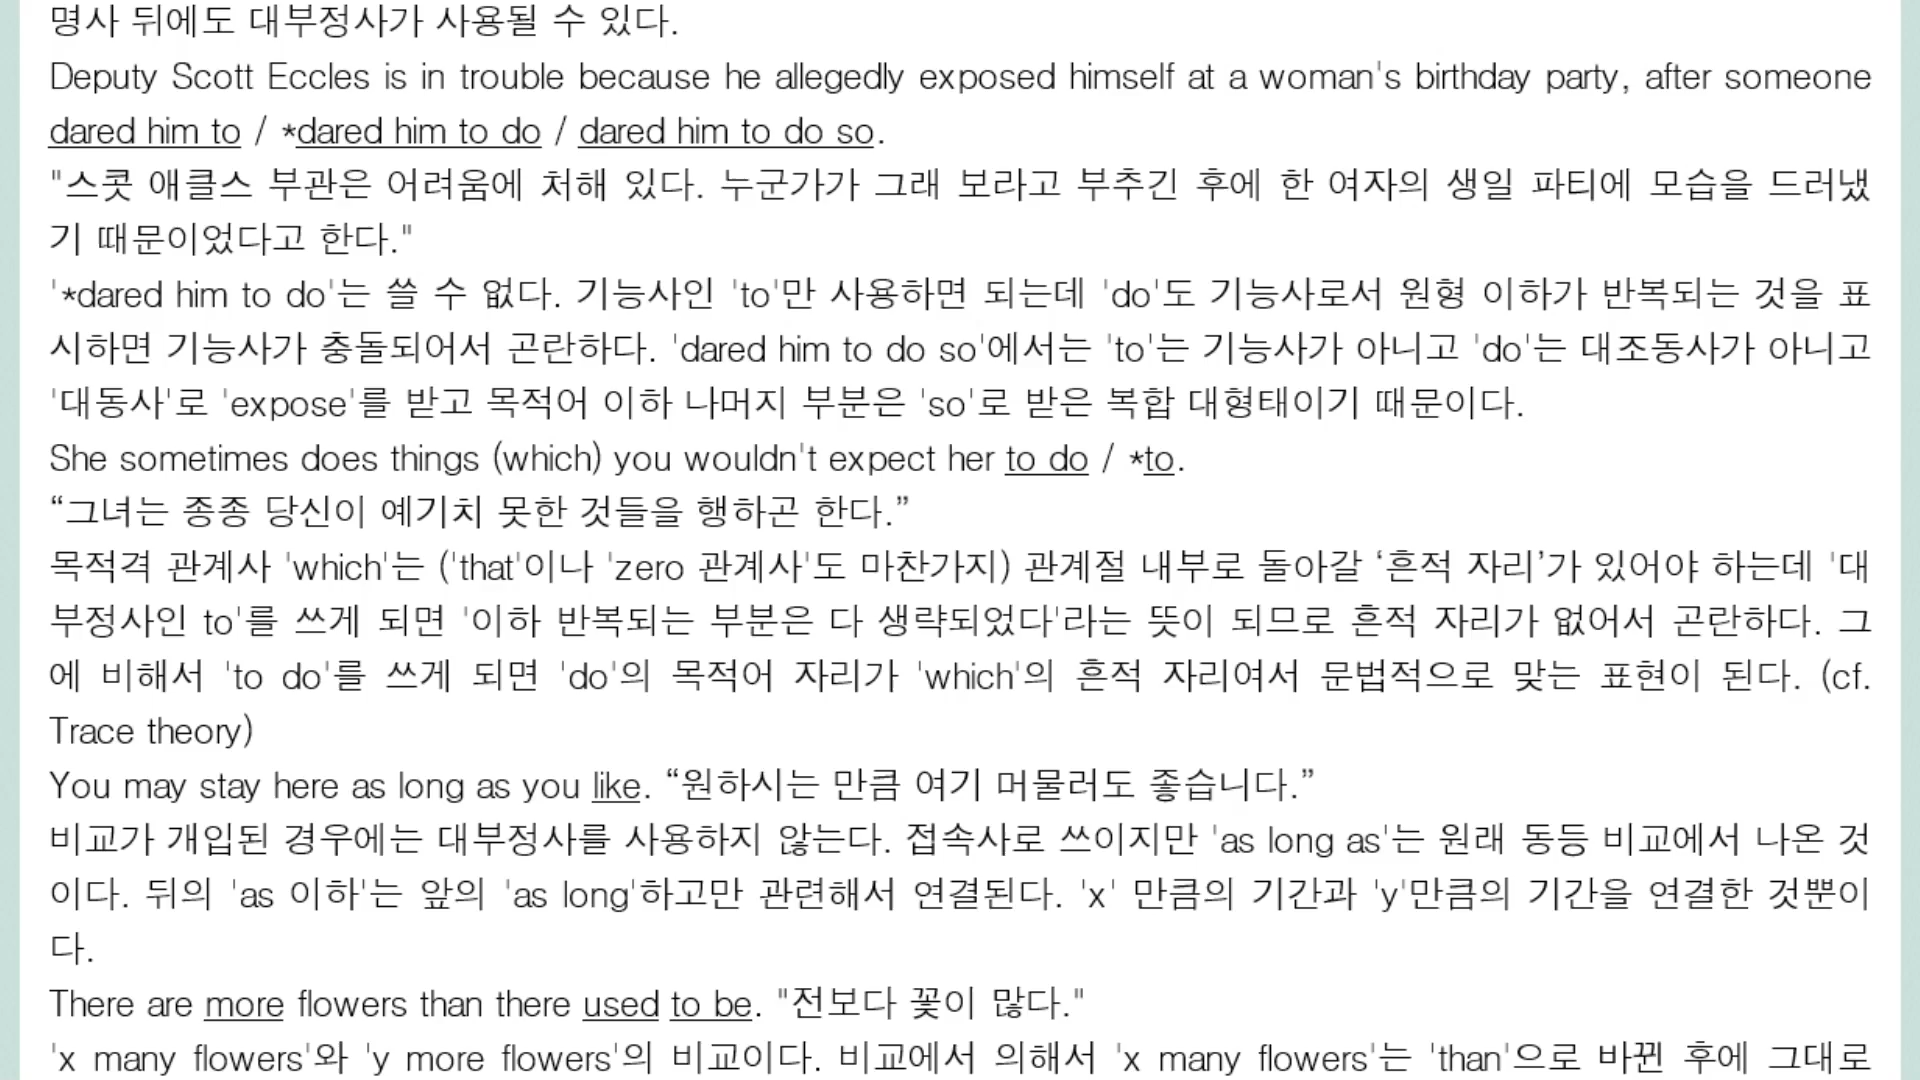 명사 뒤에도 대부정사가 사용될 수 있다.
Deputy Scott Eccles is in trouble because he allegedly exposed himself at a woman's birthday party, after someone
dared him to / *dared him to do / dared him to do so.
"스콧 애클스 부관은 어려움에 처해 있다. 누군가가 그래 보라고 부추긴 후에 한 여자의 생일 파티에 모습을 드러냈
기 때문이었다고 한다."
'*dared him to do'는 쓸 수 없다. 기능사인 'to'만 사용하면 되는데 'do'도 기능사로서 원형 이하가 반복되는 것을 표
시하면 기능사가 충돌되어서 곤란하다. 'dared him to do so'에서는 'to'는 기능사가 아니고 'do'는 대조동사가 아니고
'대동사'로 'expose'를 받고 목적어 이하 나머지 부분은 'so'로 받은 복합 대형태이기 때문이다.
She sometimes does things (which) you wouldn't expect her to do / *to.
“그녀는 종종 당신이 예기치 못한 것들을 행하곤 한다.”
목적격 관계사 'which'는 ('that'이나 'zero 관계사'도 마찬가지) 관계절 내부로 돌아갈 ‘흔적 자리’가 있어야 하는데 '대
부정사인 to'를 쓰게 되면 '이하 반복되는 부분은 다 생략되었다'라는 뜻이 되므로 흔적 자리가 없어서 곤란하다. 그
에 비해서 'to do'를 쓰게 되면 'do'의 목적어 자리가 'which'의 흔적 자리여서 문법적으로 맞는 표현이 된다. (cf.
Trace theory)
You may stay here as long as you like. “원하시는 만큼 여기 머물러도 좋습니다.”
비교가 개입된 경우에는 대부정사를 사용하지 않는다. 접속사로 쓰이지만 'as long as'는 원래 동등 비교에서 나온 것
이다. 뒤의 'as 이하'는 앞의 'as long'하고만 관련해서 연결된다. 'x' 만큼의 기간과 'y'만큼의 기간을 연결한 것뿐이
다.
There are more flowers than there used to be. "전보다 꽃이 많다."
'x many flowers'와 'y more flowers'의 비교이다. 비교에서 의해서 'x many flowers'는 'than'으로 바뀐 후에 그대로